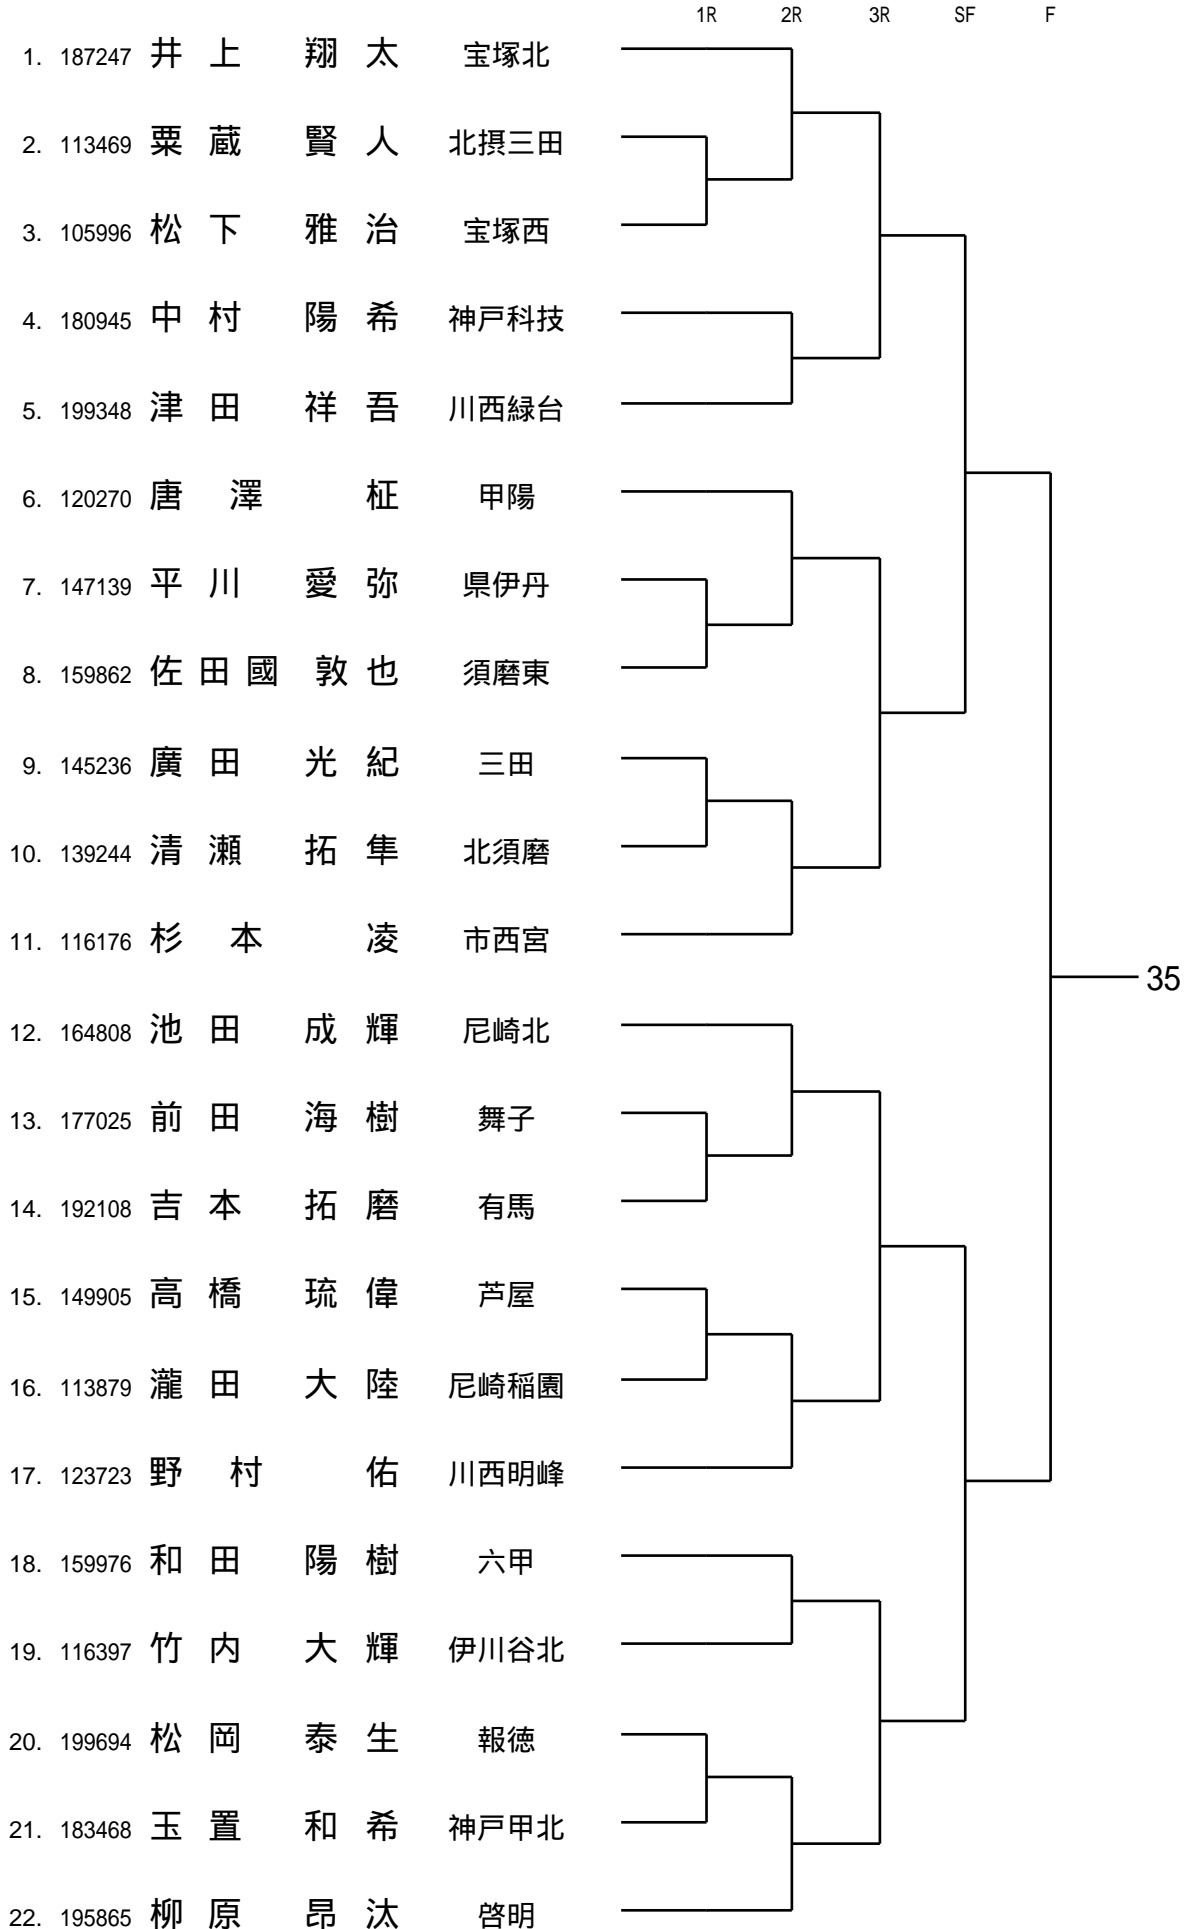 1R 2R 3R SF F
1. 187247 井上 翔太 宝塚北
2. 113469 粟蔵 賢人 北摂三田
3. 105996 松下 雅治 宝塚西
4. 180945 中村 陽希 神戸科技
5. 199348 津田 祥吾 川西緑台
6. 120270 唐澤 柾 甲陽
7. 147139 平川 愛弥 県伊丹
8. 159862 佐田國 敦也 須磨東
9. 145236 廣田 光紀 三田
10. 139244 清瀬 拓隼 北須磨
11. 116176 杉本 凌 市西宮
35
12. 164808 池田 成輝 尼崎北
13. 177025 前田 海樹 舞子
14. 192108 吉本 拓磨 有馬
15. 149905 高橋 琉偉 芦屋
16. 113879 瀧田 大陸 尼崎稲園
17. 123723 野村 佑 川西明峰
18. 159976 和田 陽樹 六甲
19. 116397 竹内 大輝 伊川谷北
20. 199694 松岡 泰生 報徳
21. 183468 玉置 和希 神戸甲北
22. 195865 柳原 昂汰 啓明